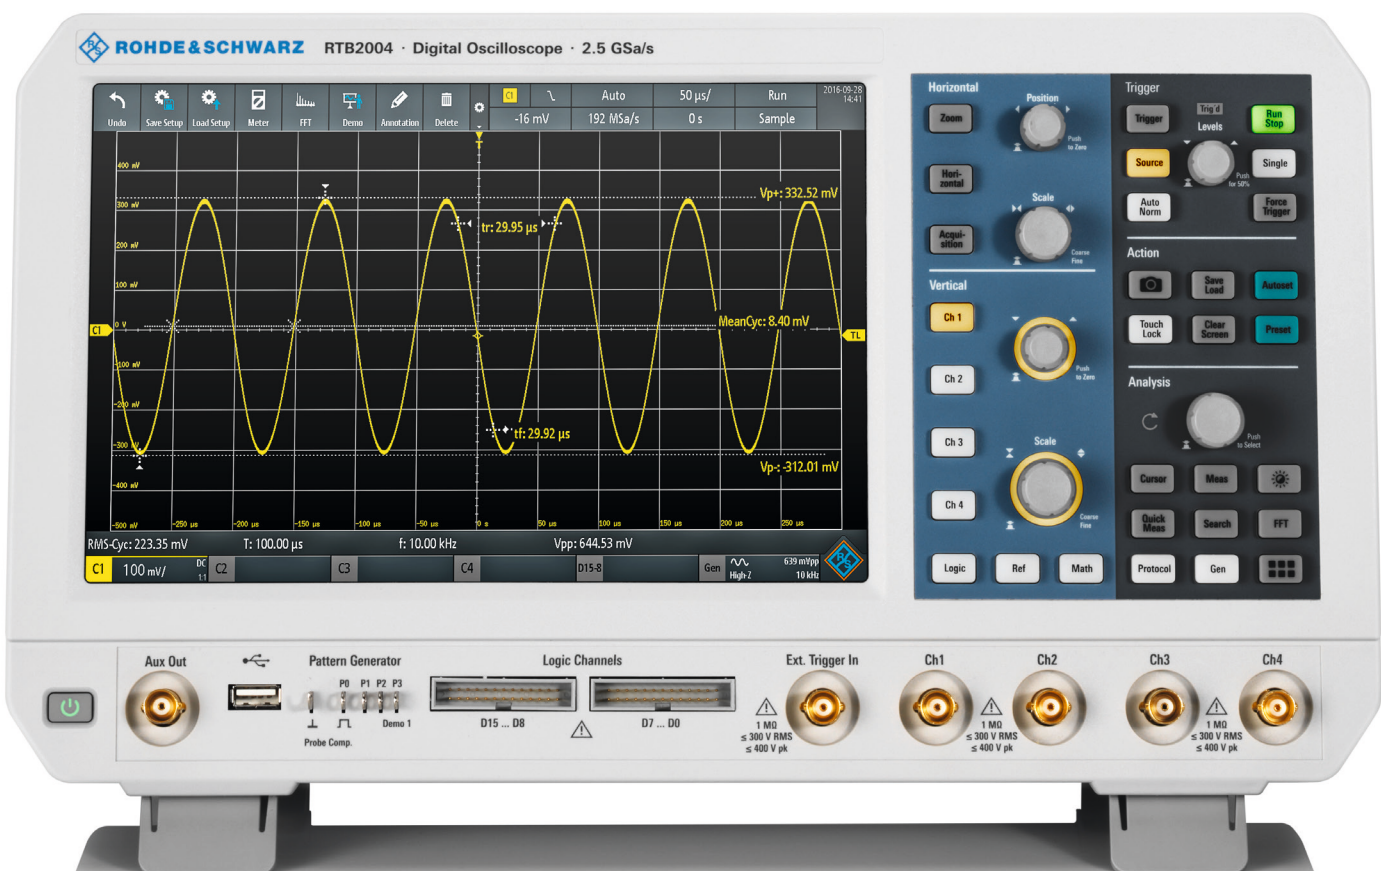 ROHDE & SCHWARZ RTB2004 · Digital Oscilloscope · 2.5 GSa/s
Undo Save Setup Load Setup Meter FFT Demo Annotation Delete
C1 Auto 50 µs/ Run
-16 mV 192 MSa/s 0 s Sample
2016-09-28
14:41
T
400 mV
Vp+: 332.52 mV
300 mV
tr: 29.95 µs
200 mV
100 mV
MeanCyc: 8.40 mV
C1 0 V TL
-100 mV
-200 mV
tf: 29.92 µs
-300 mV
Vp-: -312.01 mV
-400 mV
-500 mV -250 µs -200 µs -150 µs -100 µs -50 µs 0 s 50 µs 100 µs 150 µs 200 µs 250 µs
RMS-Cyc: 223.35 mV T: 100.00 µs f: 10.00 kHz Vpp: 644.53 mV
C1 100 mV/ DC 1:1 C2 C3 C4 D15-8 Gen High-Z 639 mVpp 10 kHz
R&S
Horizontal
Position
Zoom
Push
to Zero
Hori-
zontal
Scale
Acqui-
sition
Coarse
Fine
Vertical
Ch 1
Push
to Zero
Ch 2
Ch 3
Scale
Ch 4
Coarse
Fine
Logic Ref Math
Trigger
Trigger Trig'd Run
Stop
Levels
Source Single
Push
for 50%
Auto
Norm
Force
Trigger
Action
Save
Load
Autoset
Touch
Lock
Clear
Screen
Preset
Analysis
Push
to Select
Cursor Meas
Quick
Meas
Search FFT
Protocol Gen
Aux Out
Pattern Generator
P0 P1 P2 P3
Demo 1
Probe Comp.
Logic Channels
D15 ... D8 D7 ... D0
Ext. Trigger In
1 MΩ
≤ 300 V RMS
≤ 400 V pk
Ch1 Ch2
1 MΩ
≤ 300 V RMS
≤ 400 V pk
Ch3 Ch4
1 MΩ
≤ 300 V RMS
≤ 400 V pk